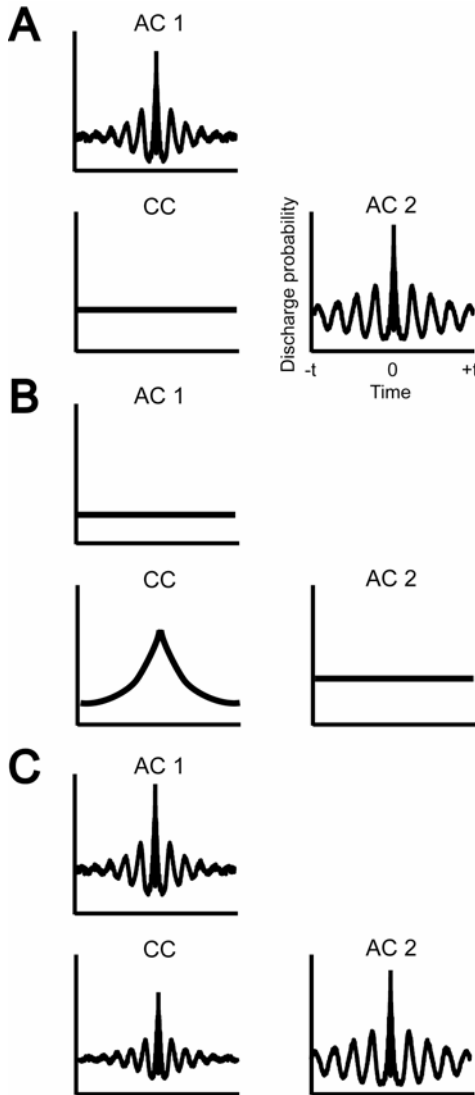 A
AC 1
CC
AC 2
Discharge probability
-t 0 +t
Time
B
AC 1
CC
AC 2
C
AC 1
CC
AC 2